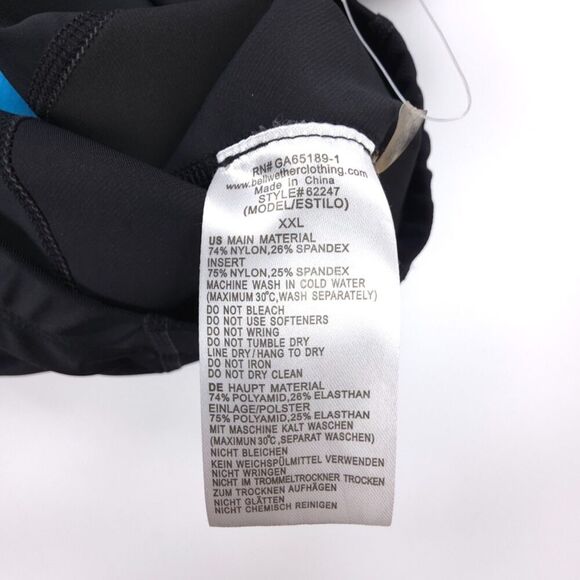 RN# GA65189-1
www.bellweatherclothing.com
Made in China
STYLE#62247
(MODEL/ESTILO)
XXL
US MAIN MATERIAL
74% NYLON,26% SPANDEX
INSERT
75% NYLON,25% SPANDEX
MACHINE WASH IN COLD WATER
(MAXIMUM 30℃,WASH SEPARATELY)
DO NOT BLEACH
DO NOT USE SOFTENERS
DO NOT WRING
DO NOT TUMBLE DRY
LINE DRY/HANG TO DRY
DO NOT IRON
DO NOT DRY CLEAN
DE HAUPT MATERIAL
74% POLYAMID,26% ELASTHAN
EINLAGE/POLSTER
75% POLYAMID,25% ELASTHAN
MIT MASCHINE KALT WASCHEN
(MAXIMUN 30℃,SEPARAT WASCHEN)
NICHT BLEICHEN
KEIN WEICHSPÜLMITTEL VERWENDEN
NICHT WRINGEN
NICHT IM TROMMELTROCKNER TROCKEN
ZUM TROCKNEN AUFHÄGEN
NICHT GLÄTTEN
NICHT CHEMISCH REINIGEN